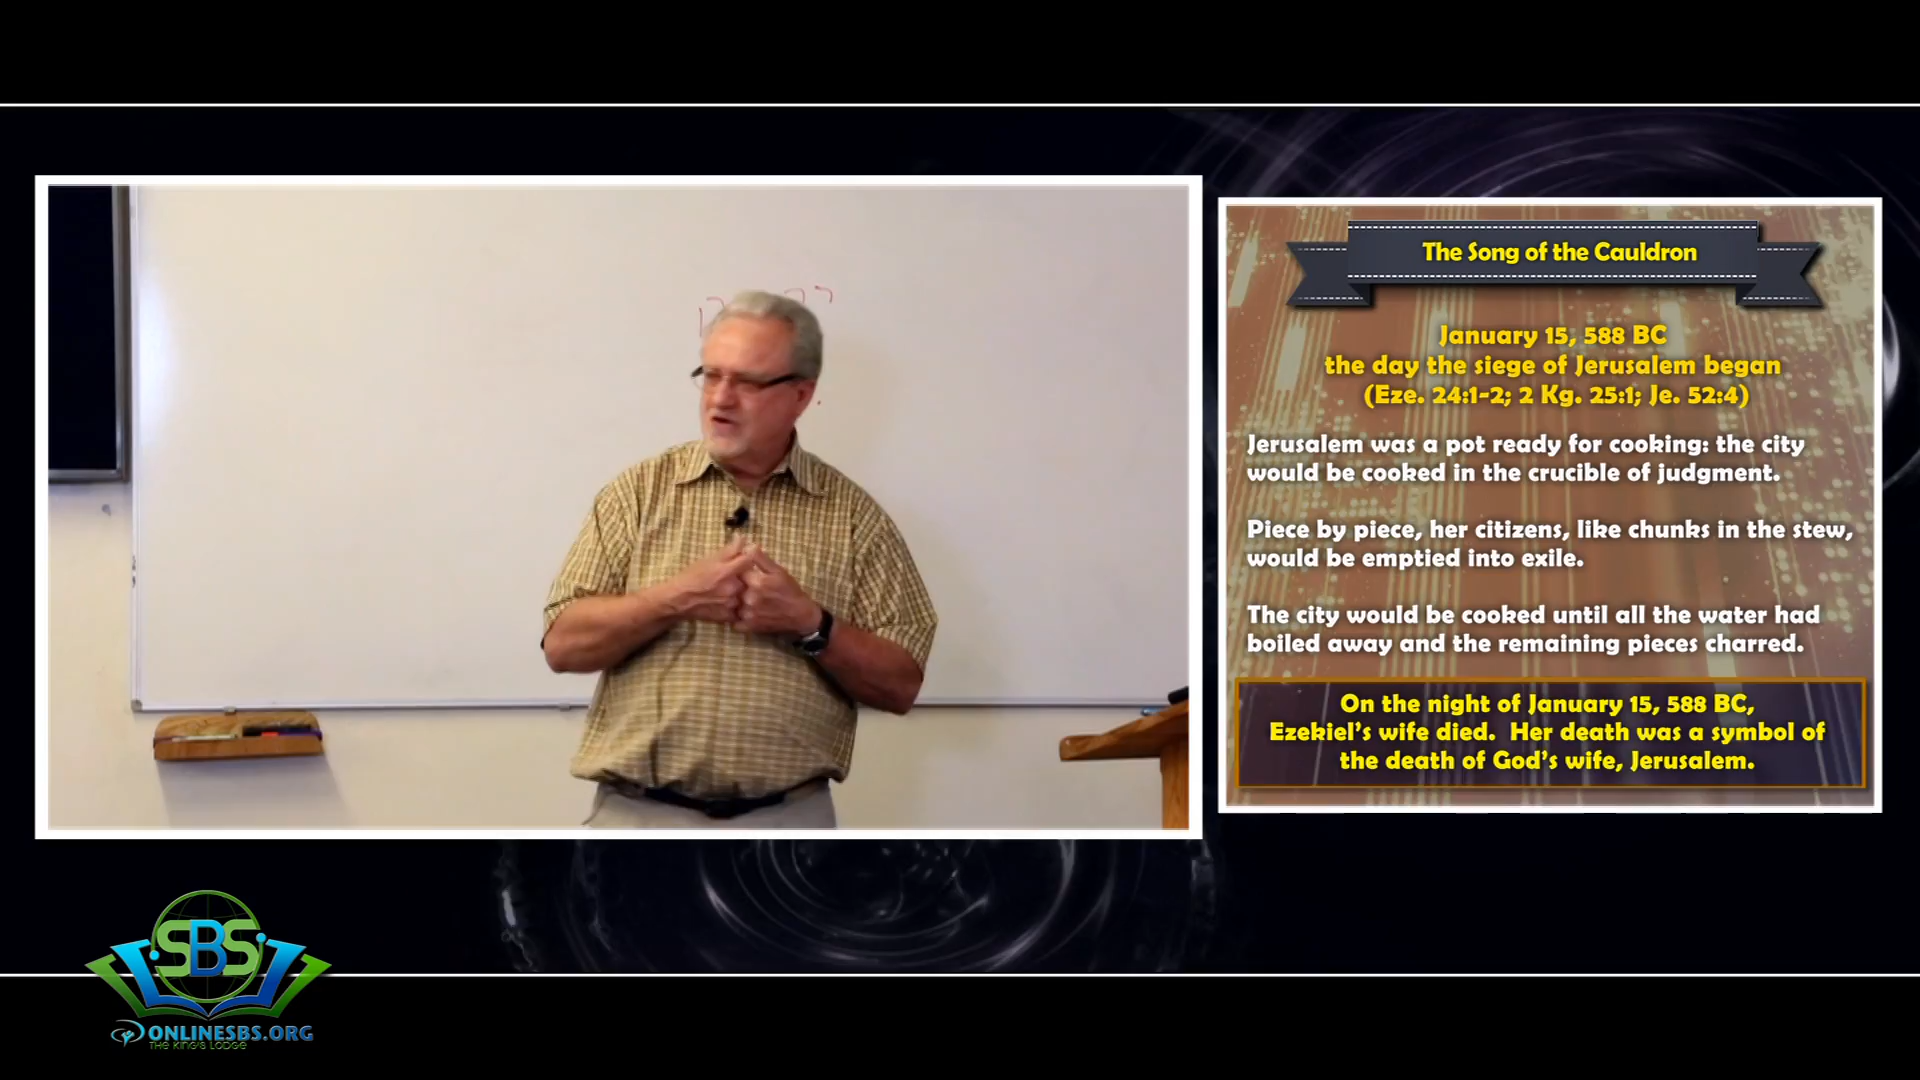 The Song of the Cauldron
January 15, 588 BC
the day the siege of Jerusalem began
(Eze. 24:1-2; 2 Kg. 25:1; Je. 52:4)
Jerusalem was a pot ready for cooking: the city
would be cooked in the crucible of judgment.
Piece by piece, her citizens, like chunks in the stew,
would be emptied into exile.
The city would be cooked until all the water had
boiled away and the remaining pieces charred.
On the night of January 15, 588 BC,
Ezekiel's wife died. Her death was a symbol of
the death of God's wife, Jerusalem.
SBS
ONLINESBS.ORG
THE KING'S LODGE